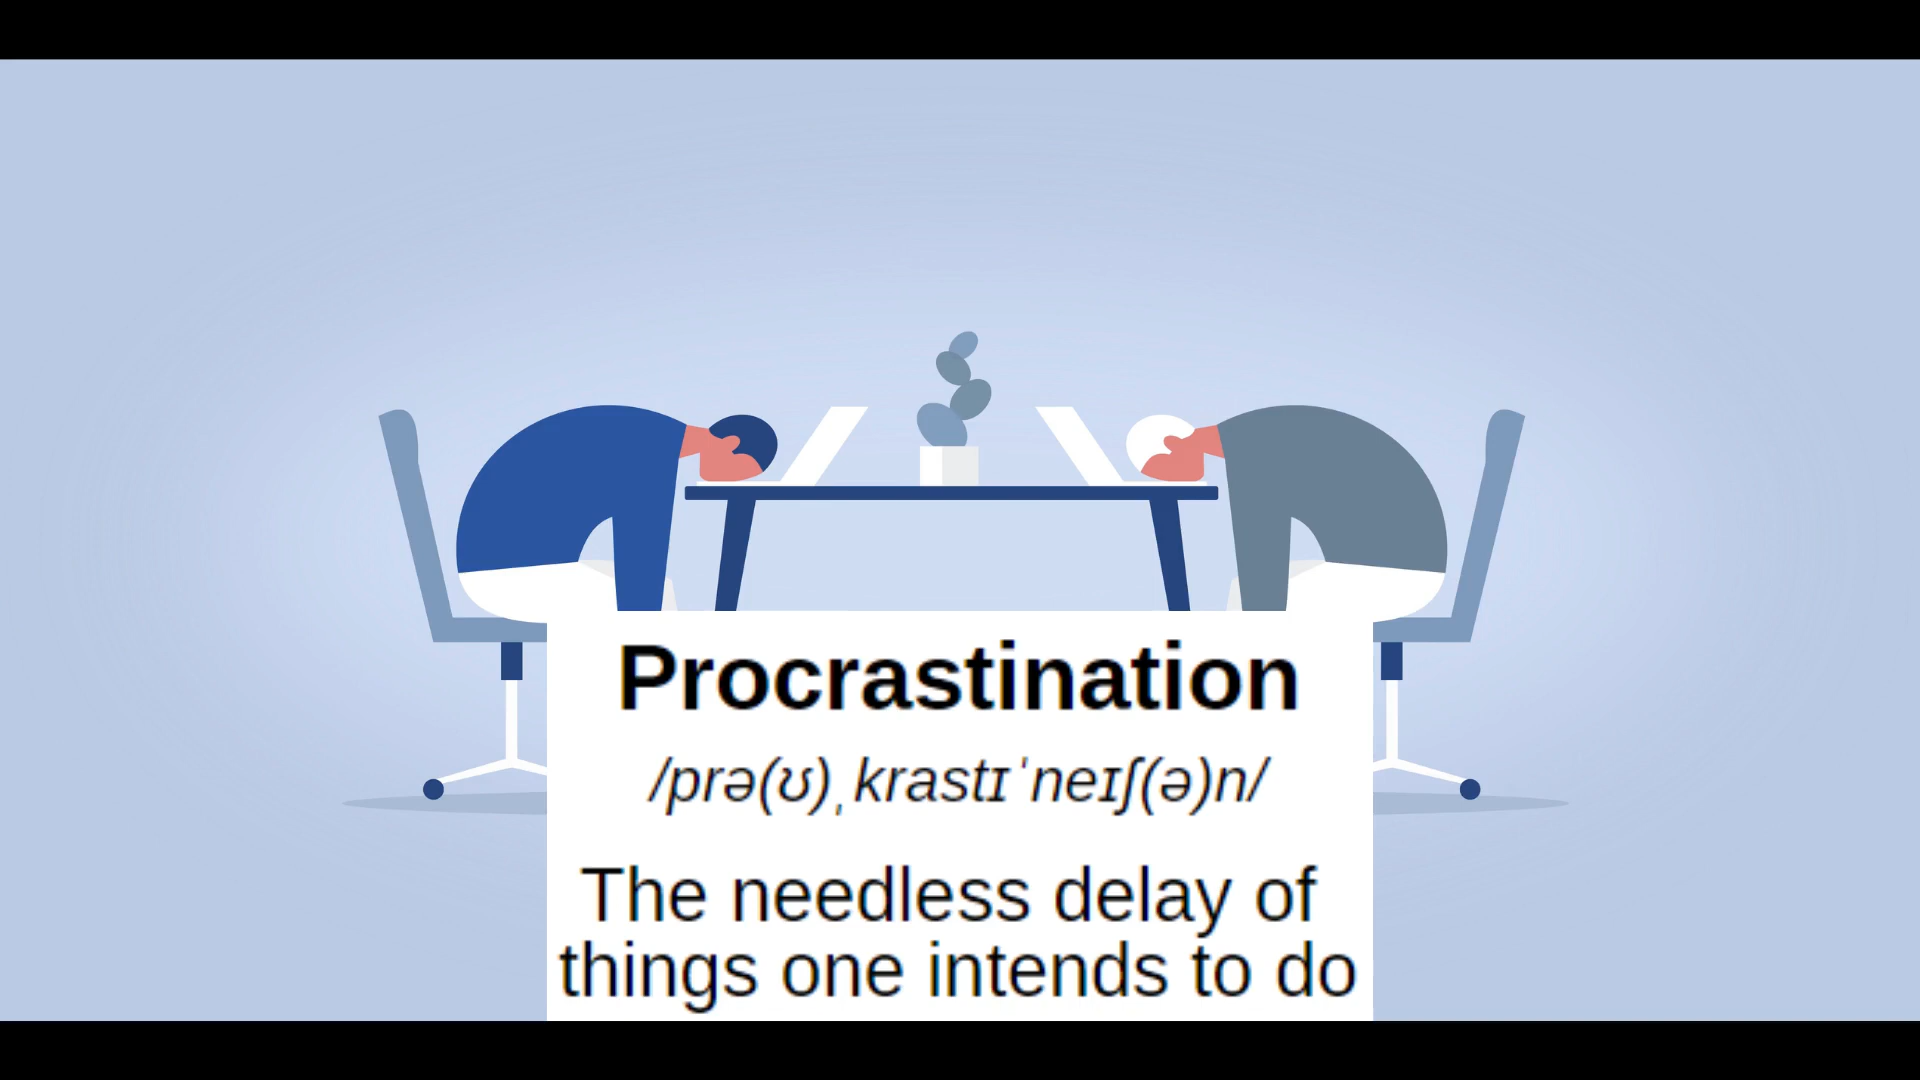 Procrastination
/prə(ʊ)ˌkrastɪˈneɪʃ(ə)n/
The needless delay of
things one intends to do